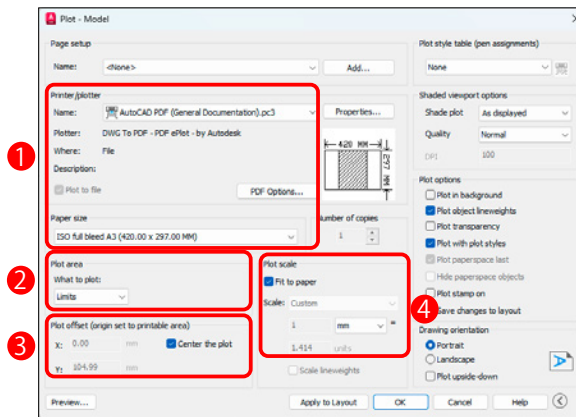 Plot - Model
Page setup
Name: <None> Add...
Plot style table (pen assignments)
None
Printer/plotter
Name: AutoCAD PDF (General Documentation).pc3 Properties...
Plotter: DWG To PDF - PDF ePlot - by Autodesk
Where: File
Description:
Plot to file PDF Options...
420 MM
297 MM
1
Shaded viewport options
Shade plot As displayed
Quality Normal
DPI 100
Paper size
ISO full bleed A3 (420.00 x 297.00 MM)
Number of copies
1
Plot options
Plot in background
Plot object lineweights
Plot transparency
Plot with plot styles
Plot paperspace last
Hide paperspace objects
Plot stamp on
Save changes to layout
2
Plot area
What to plot:
Limits
Plot scale
Fit to paper
Scale: Custom
1 mm =
1.414 units
Scale lineweights
4
3
Plot offset (origin set to printable area)
X: 0.00 mm Center the plot
Y: 104.99 mm
Drawing orientation
Portrait
Landscape
Plot upside-down
A
Preview... Apply to Layout OK Cancel Help